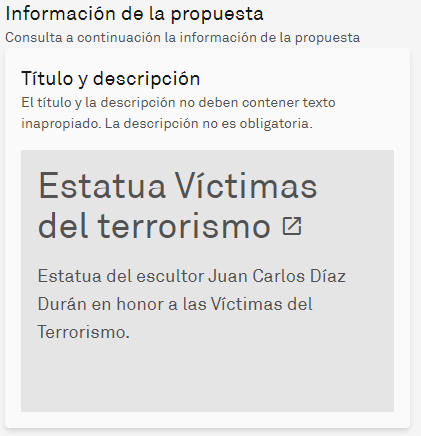 Información de la propuesta
Consulta a continuación la información de la propuesta
Título y descripción
El título y la descripción no deben contener texto
inapropiado. La descripción no es obligatoria.
Estatua Víctimas
del terrorismo
Estatua del escultor Juan Carlos Díaz
Durán en honor a las Víctimas del
Terrorismo.